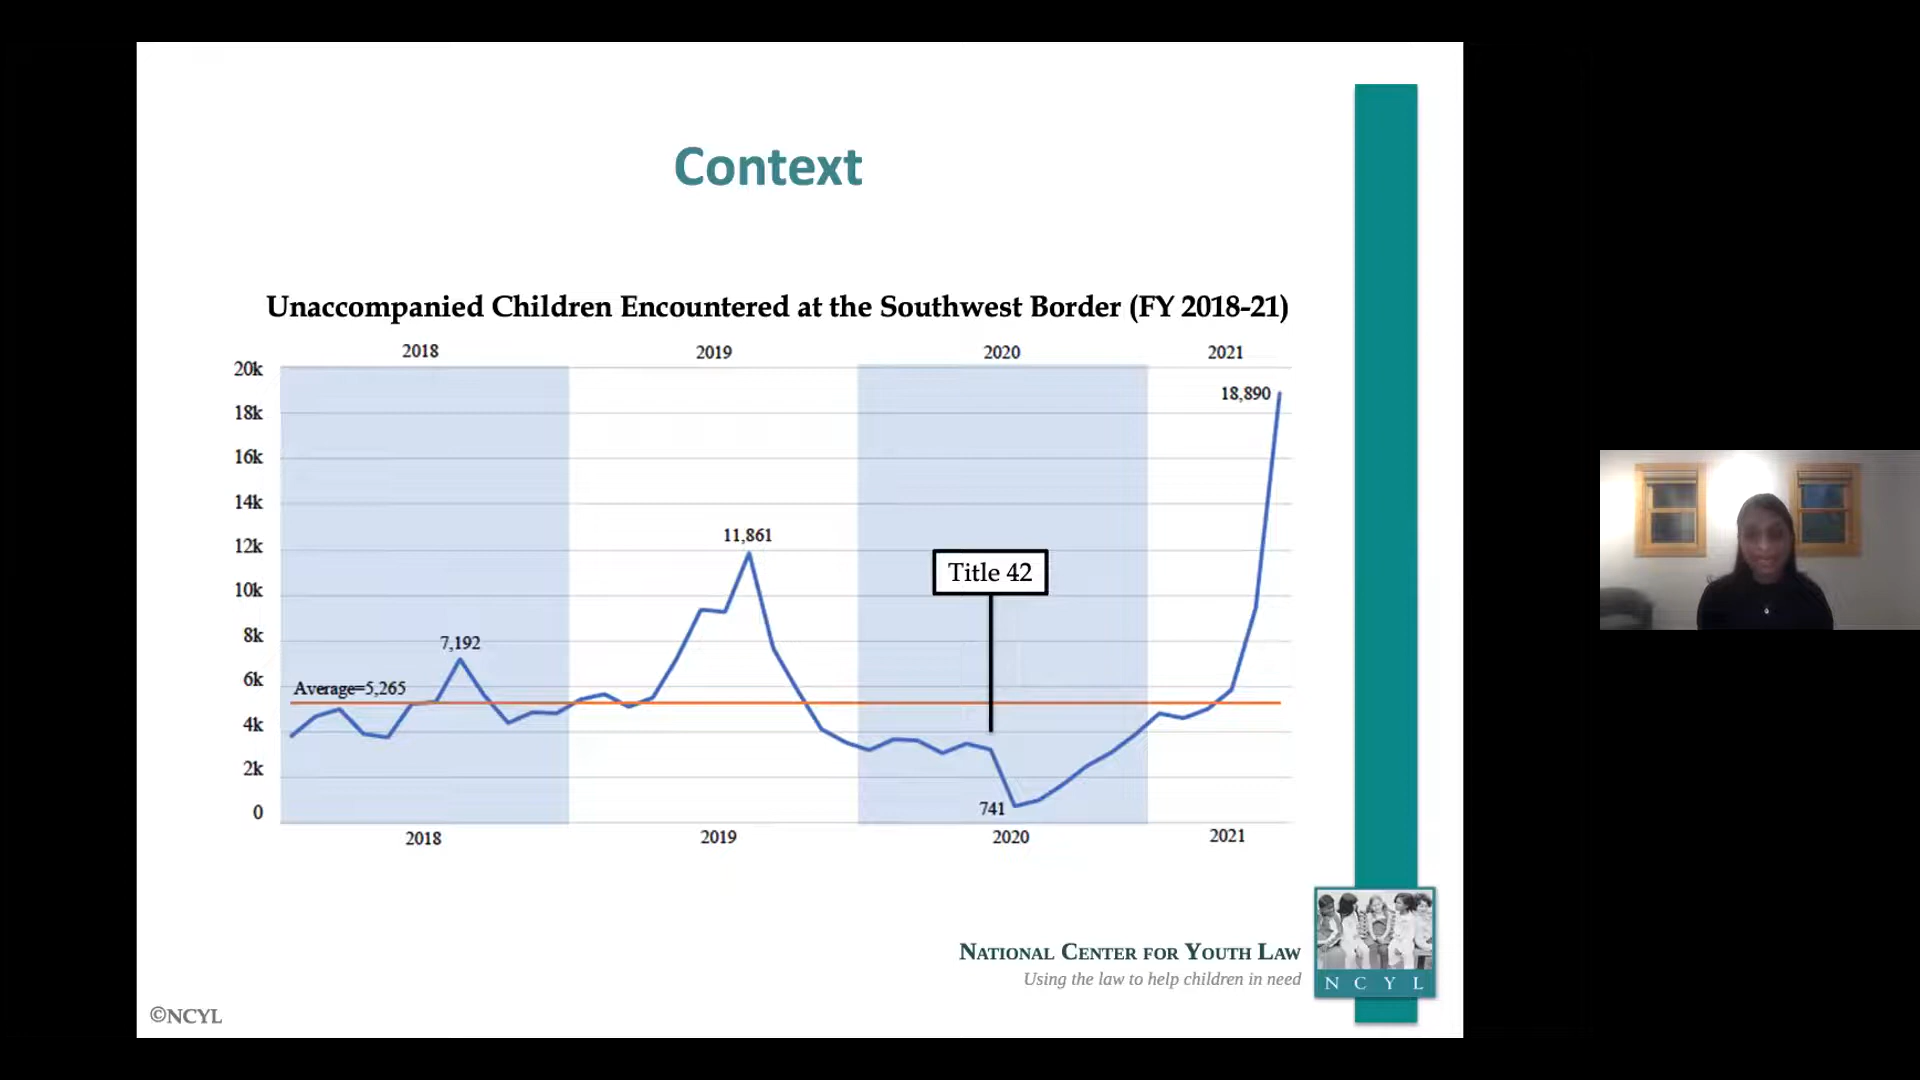 Context
Unaccompanied Children Encountered at the Southwest Border (FY 2018-21)
2018 2019 2020 2021
20k
18k
16k
14k
12k
10k
8k
6k
4k
2k
0
18,890
11,861
Title 42
7,192
Average=5,265
741
2018 2019 2020 2021
NATIONAL CENTER FOR YOUTH LAW
Using the law to help children in need
N C Y L
©NCYL